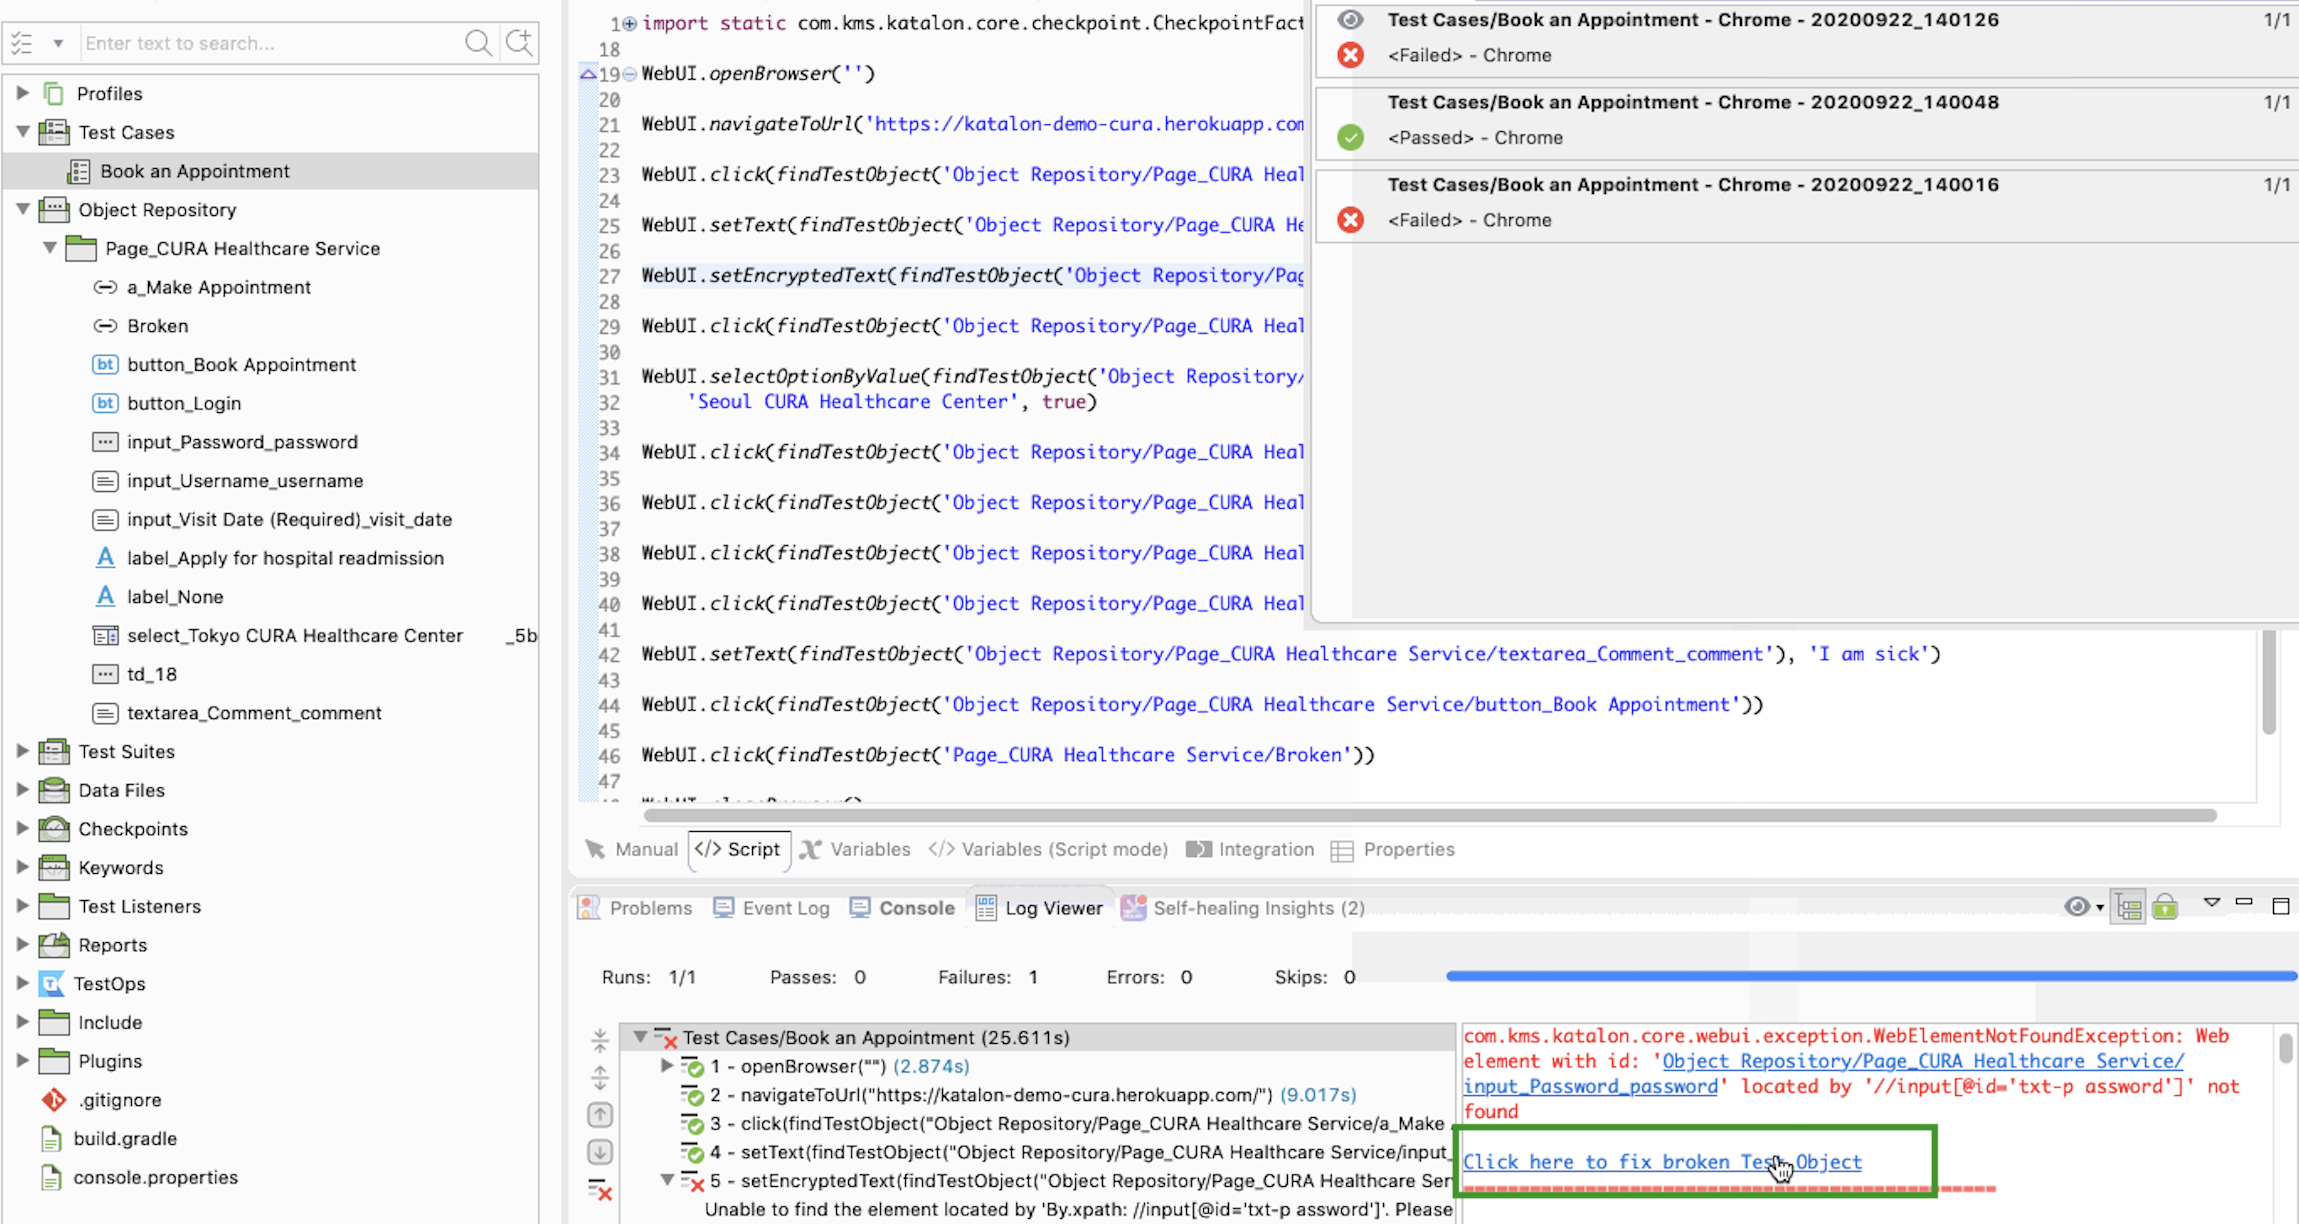 Enter text to search...
Profiles
Test Cases
Book an Appointment
Object Repository
Page_CURA Healthcare Service
a_Make Appointment
Broken
bt button_Book Appointment
bt button_Login
input_Password_password
input_Username_username
input_Visit Date (Required)_visit_date
A label_Apply for hospital readmission
A label_None
select_Tokyo CURA Healthcare Center _5b
td_18
textarea_Comment_comment
Test Suites
Data Files
Checkpoints
Keywords
Test Listeners
Reports
TestOps
Include
Plugins
.gitignore
build.gradle
console.properties
1 import static com.kms.katalon.core.checkpoint.CheckpointFact
18
19 WebUI.openBrowser('')
20
21 WebUI.navigateToUrl('https://katalon-demo-cura.herokuapp.com
22
23 WebUI.click(findTestObject('Object Repository/Page_CURA Heal
24
25 WebUI.setText(findTestObject('Object Repository/Page_CURA He
26
27 WebUI.setEncryptedText(findTestObject('Object Repository/Pag
28
29 WebUI.click(findTestObject('Object Repository/Page_CURA Heal
30
31 WebUI.selectOptionByValue(findTestObject('Object Repository/
32 'Seoul CURA Healthcare Center', true)
33
34 WebUI.click(findTestObject('Object Repository/Page_CURA Heal
35
36 WebUI.click(findTestObject('Object Repository/Page_CURA Heal
37
38 WebUI.click(findTestObject('Object Repository/Page_CURA Heal
39
40 WebUI.click(findTestObject('Object Repository/Page_CURA Heal
41
42 WebUI.setText(findTestObject('Object Repository/Page_CURA Healthcare Service/textarea_Comment_comment'), 'I am sick')
43
44 WebUI.click(findTestObject('Object Repository/Page_CURA Healthcare Service/button_Book Appointment'))
45
46 WebUI.click(findTestObject('Page_CURA Healthcare Service/Broken'))
47
Test Cases/Book an Appointment - Chrome - 20200922_140126 1/1
<Failed> - Chrome
Test Cases/Book an Appointment - Chrome - 20200922_140048 1/1
<Passed> - Chrome
Test Cases/Book an Appointment - Chrome - 20200922_140016 1/1
<Failed> - Chrome
Manual </> Script Variables </> Variables (Script mode) Integration Properties
Problems Event Log Console LOG Log Viewer Self-healing Insights (2)
Runs: 1/1 Passes: 0 Failures: 1 Errors: 0 Skips: 0
Test Cases/Book an Appointment (25.611s)
1 - openBrowser("") (2.874s)
2 - navigateToUrl("https://katalon-demo-cura.herokuapp.com/") (9.017s)
3 - click(findTestObject("Object Repository/Page_CURA Healthcare Service/a_Make
4 - setText(findTestObject("Object Repository/Page_CURA Healthcare Service/input_
5 - setEncryptedText(findTestObject("Object Repository/Page_CURA Healthcare Ser
Unable to find the element located by 'By.xpath: //input[@id='txt-p assword']'. Please
com.kms.katalon.core.webui.exception.WebElementNotFoundException: Web
element with id: 'Object Repository/Page_CURA Healthcare Service/
input_Password_password' located by '//input[@id='txt-p assword']' not
found
Click here to fix broken Test Object